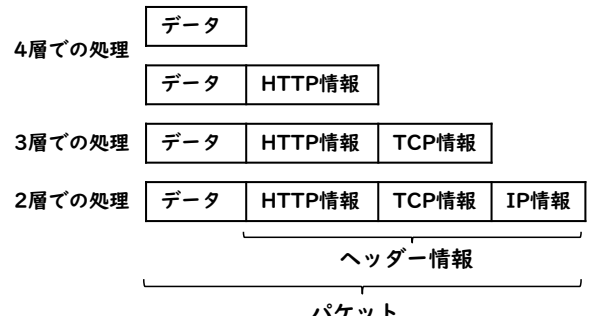 データ
4層での処理
データ HTTP情報
3層での処理 データ HTTP情報 TCP情報
2層での処理 データ HTTP情報 TCP情報 IP情報
ヘッダー情報
パケット